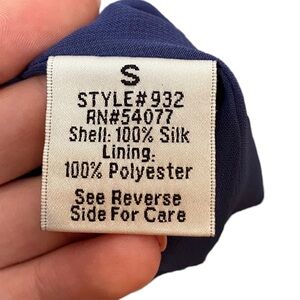 S
STYLE#932
RN#54077
Shell: 100% Silk
Lining:
100% Polyester
See Reverse
Side For Care